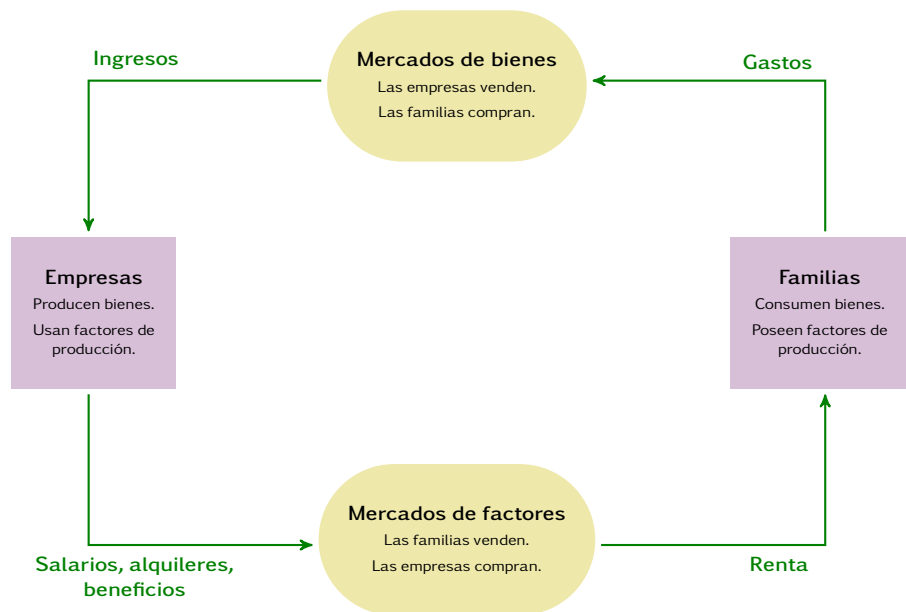 Mercados de bienes
Las empresas venden.
Las familias compran.
Ingresos
Gastos
Empresas
Producen bienes.
Usan factores de
producción.
Familias
Consumen bienes.
Poseen factores de
producción.
Mercados de factores
Las familias venden.
Las empresas compran.
Salarios, alquileres,
beneficios
Renta